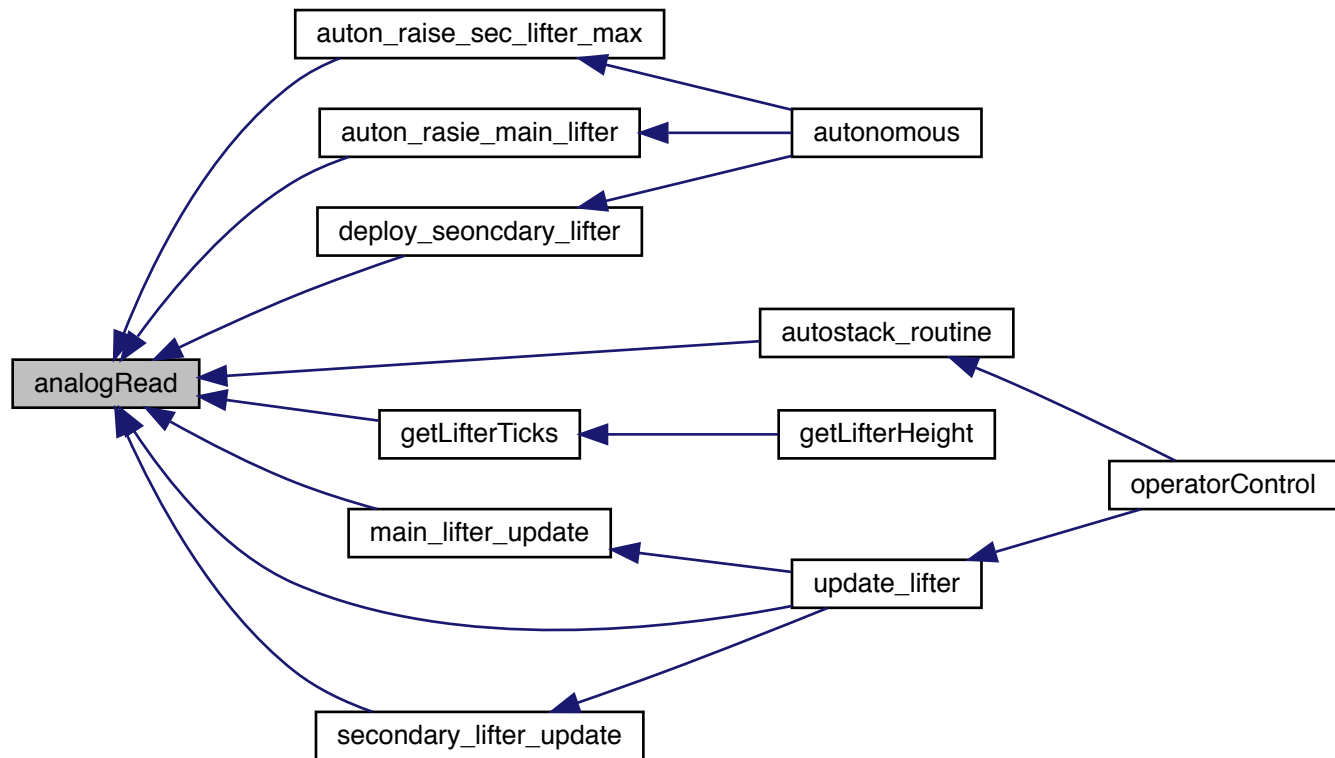 auton_raise_sec_lifter_max
auton_rasie_main_lifter
autonomous
deploy_seoncdary_lifter
autostack_routine
analogRead
getLifterTicks
getLifterHeight
operatorControl
main_lifter_update
update_lifter
secondary_lifter_update